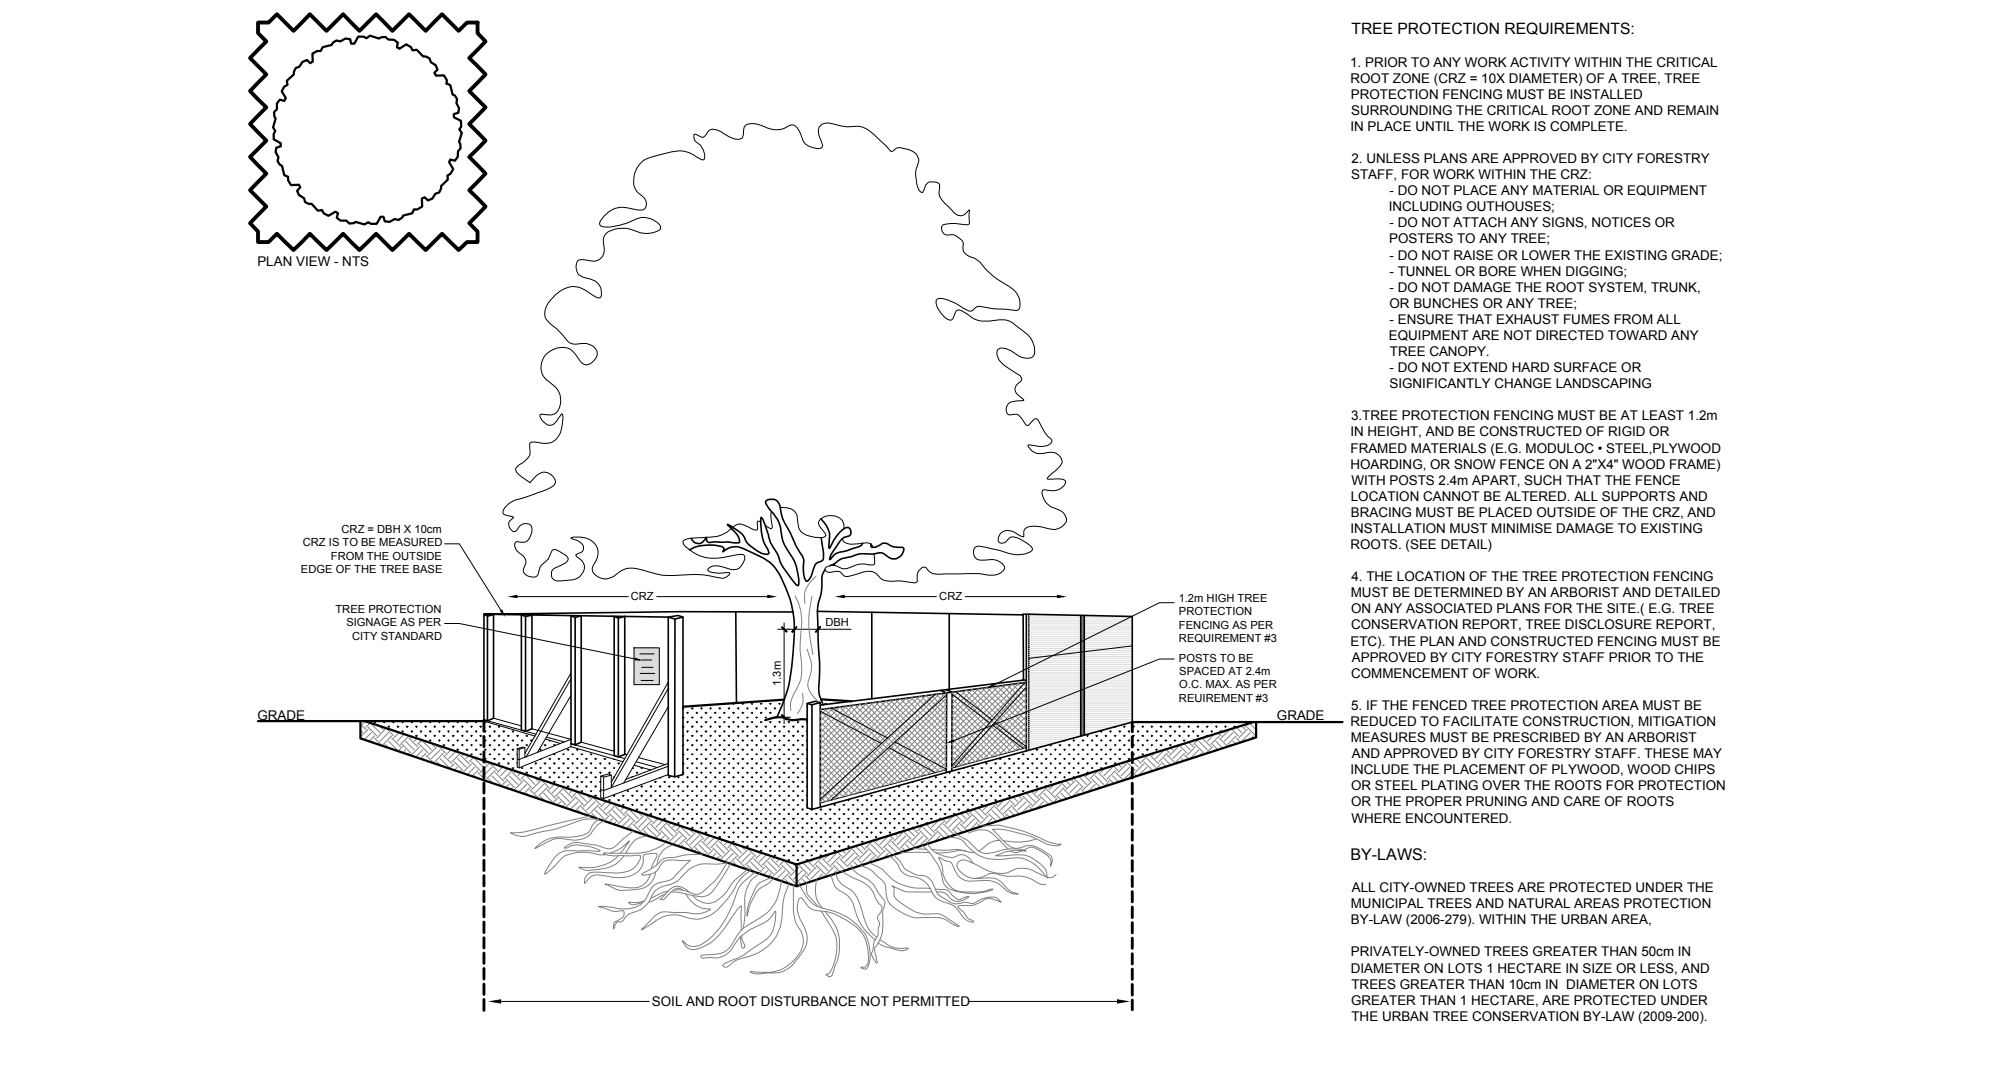 PLAN VIEW - NTS
CRZ = DBH X 10cm
CRZ IS TO BE MEASURED
FROM THE OUTSIDE
EDGE OF THE TREE BASE
TREE PROTECTION
SIGNAGE AS PER
CITY STANDARD
CRZ
CRZ
DBH
1.3m
1.2m HIGH TREE
PROTECTION
FENCING AS PER
REQUIREMENT #3
POSTS TO BE
SPACED AT 2.4m
O.C. MAX. AS PER
REUIREMENT #3
GRADE
GRADE
SOIL AND ROOT DISTURBANCE NOT PERMITTED
TREE PROTECTION REQUIREMENTS:
1. PRIOR TO ANY WORK ACTIVITY WITHIN THE CRITICAL
ROOT ZONE (CRZ = 10X DIAMETER) OF A TREE, TREE
PROTECTION FENCING MUST BE INSTALLED
SURROUNDING THE CRITICAL ROOT ZONE AND REMAIN
IN PLACE UNTIL THE WORK IS COMPLETE.
2. UNLESS PLANS ARE APPROVED BY CITY FORESTRY
STAFF, FOR WORK WITHIN THE CRZ:
- DO NOT PLACE ANY MATERIAL OR EQUIPMENT
INCLUDING OUTHOUSES;
- DO NOT ATTACH ANY SIGNS, NOTICES OR
POSTERS TO ANY TREE;
- DO NOT RAISE OR LOWER THE EXISTING GRADE;
- TUNNEL OR BORE WHEN DIGGING;
- DO NOT DAMAGE THE ROOT SYSTEM, TRUNK,
OR BUNCHES OR ANY TREE;
- ENSURE THAT EXHAUST FUMES FROM ALL
EQUIPMENT ARE NOT DIRECTED TOWARD ANY
TREE CANOPY.
- DO NOT EXTEND HARD SURFACE OR
SIGNIFICANTLY CHANGE LANDSCAPING
3.TREE PROTECTION FENCING MUST BE AT LEAST 1.2m
IN HEIGHT, AND BE CONSTRUCTED OF RIGID OR
FRAMED MATERIALS (E.G. MODULOC • STEEL,PLYWOOD
HOARDING, OR SNOW FENCE ON A 2"X4" WOOD FRAME)
WITH POSTS 2.4m APART, SUCH THAT THE FENCE
LOCATION CANNOT BE ALTERED. ALL SUPPORTS AND
BRACING MUST BE PLACED OUTSIDE OF THE CRZ, AND
INSTALLATION MUST MINIMISE DAMAGE TO EXISTING
ROOTS. (SEE DETAIL)
4. THE LOCATION OF THE TREE PROTECTION FENCING
MUST BE DETERMINED BY AN ARBORIST AND DETAILED
ON ANY ASSOCIATED PLANS FOR THE SITE.( E.G. TREE
CONSERVATION REPORT, TREE DISCLOSURE REPORT,
ETC). THE PLAN AND CONSTRUCTED FENCING MUST BE
APPROVED BY CITY FORESTRY STAFF PRIOR TO THE
COMMENCEMENT OF WORK.
5. IF THE FENCED TREE PROTECTION AREA MUST BE
REDUCED TO FACILITATE CONSTRUCTION, MITIGATION
MEASURES MUST BE PRESCRIBED BY AN ARBORIST
AND APPROVED BY CITY FORESTRY STAFF. THESE MAY
INCLUDE THE PLACEMENT OF PLYWOOD, WOOD CHIPS
OR STEEL PLATING OVER THE ROOTS FOR PROTECTION
OR THE PROPER PRUNING AND CARE OF ROOTS
WHERE ENCOUNTERED.
BY-LAWS:
ALL CITY-OWNED TREES ARE PROTECTED UNDER THE
MUNICIPAL TREES AND NATURAL AREAS PROTECTION
BY-LAW (2006-279). WITHIN THE URBAN AREA,
PRIVATELY-OWNED TREES GREATER THAN 50cm IN
DIAMETER ON LOTS 1 HECTARE IN SIZE OR LESS, AND
TREES GREATER THAN 10cm IN DIAMETER ON LOTS
GREATER THAN 1 HECTARE, ARE PROTECTED UNDER
THE URBAN TREE CONSERVATION BY-LAW (2009-200).